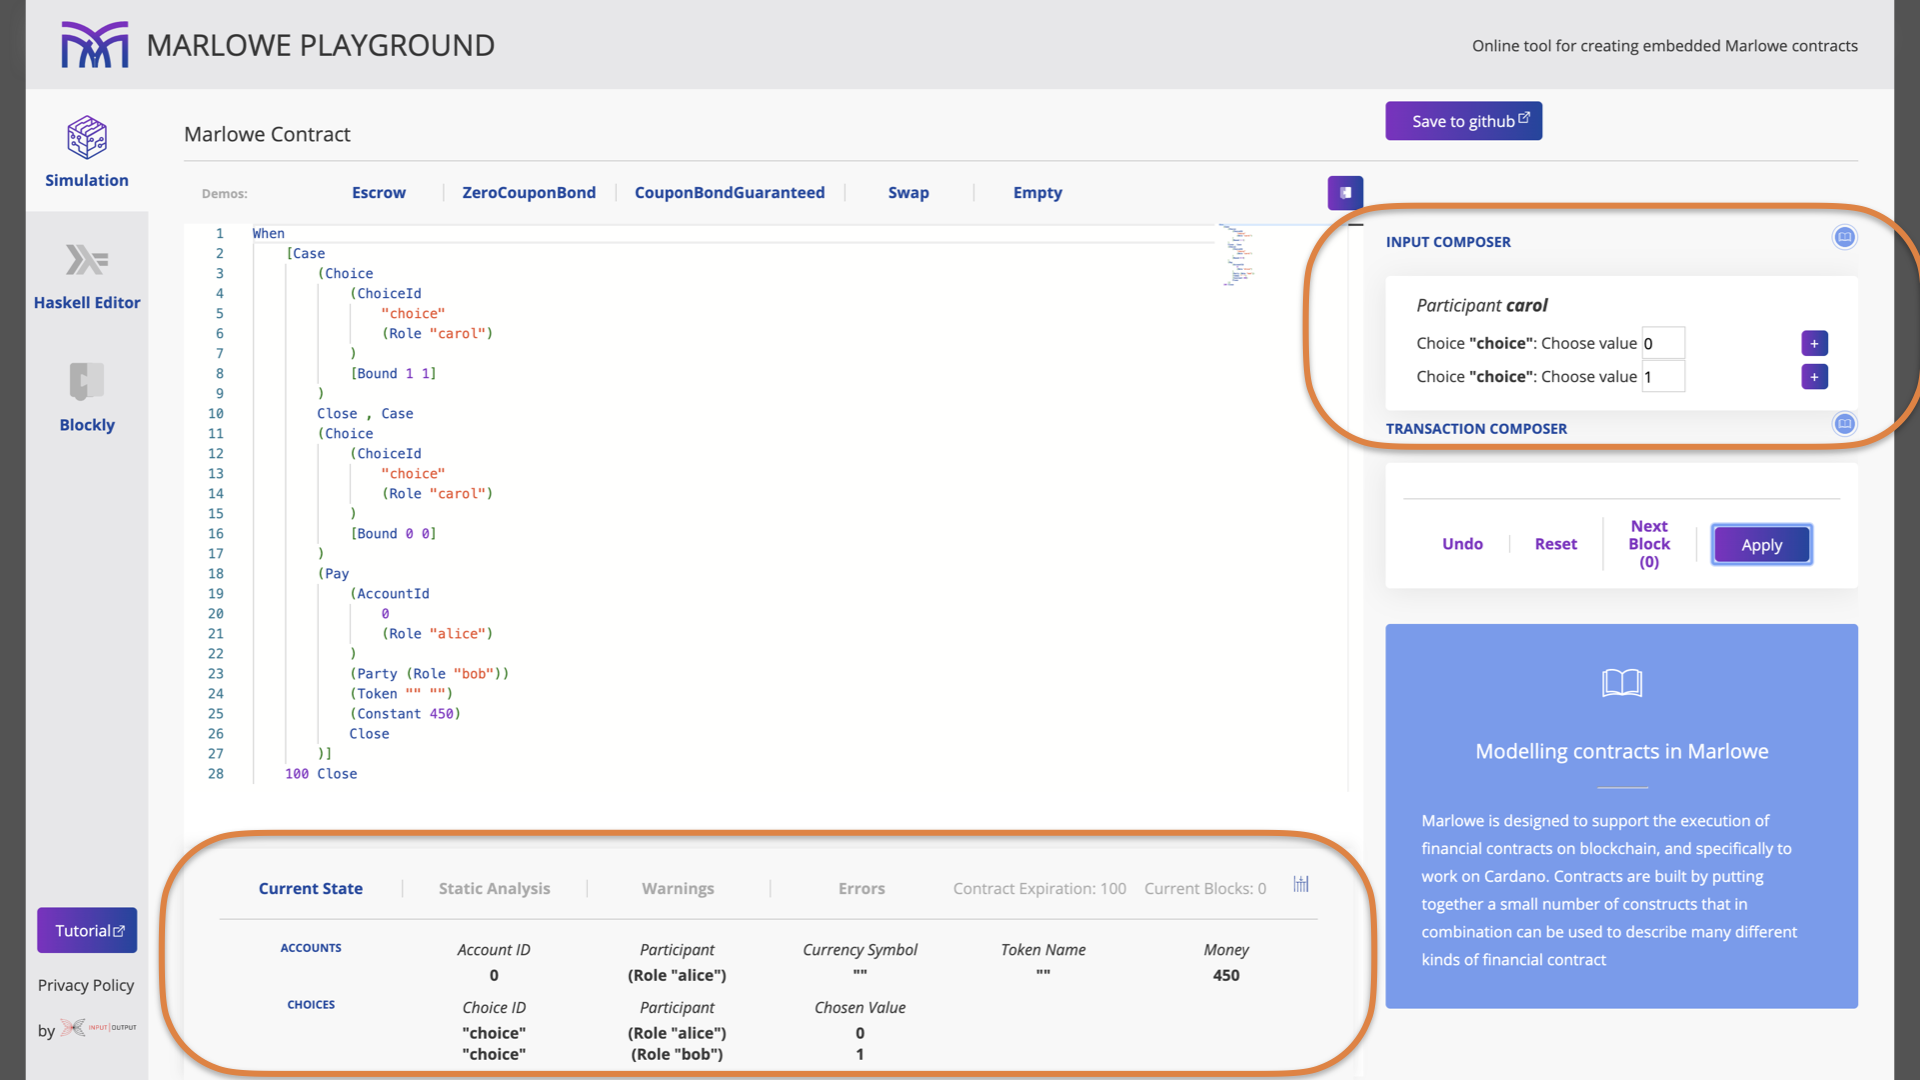 MARLOWE PLAYGROUND
Online tool for creating embedded Marlowe contracts
Simulation
Haskell Editor
Blockly
Tutorial
Privacy Policy
by INPUT | OUTPUT
Marlowe Contract
Save to github
Demos: Escrow ZeroCouponBond CouponBondGuaranteed Swap Empty
1 When
2 [Case
3 (Choice
4 (ChoiceId
5 "choice"
6 (Role "carol")
7 )
8 [Bound 1 1]
9 )
10 Close , Case
11 (Choice
12 (ChoiceId
13 "choice"
14 (Role "carol")
15 )
16 [Bound 0 0]
17 )
18 (Pay
19 (AccountId
20 0
21 (Role "alice")
22 )
23 (Party (Role "bob"))
24 (Token "" "")
25 (Constant 450)
26 Close
27 )]
28 100 Close
INPUT COMPOSER
Participant carol
Choice "choice": Choose value 0 +
Choice "choice": Choose value 1 +
TRANSACTION COMPOSER
Undo Reset Next Block (0) Apply
Modelling contracts in Marlowe
Marlowe is designed to support the execution of
financial contracts on blockchain, and specifically to
work on Cardano. Contracts are built by putting
together a small number of constructs that in
combination can be used to describe many different
kinds of financial contract
Current State Static Analysis Warnings Errors Contract Expiration: 100 Current Blocks: 0
ACCOUNTS Account ID Participant Currency Symbol Token Name Money
0 (Role "alice") "" "" 450
CHOICES Choice ID Participant Chosen Value
"choice" (Role "alice") 0
"choice" (Role "bob") 1